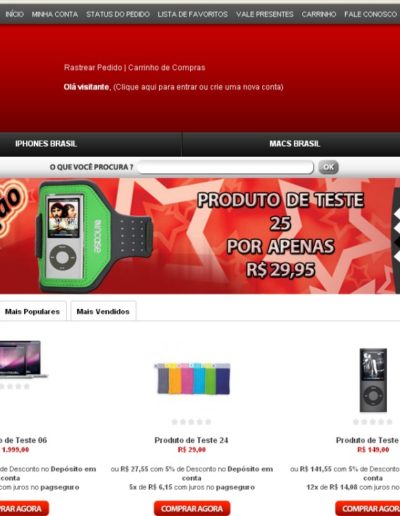 INÍCIO MINHA CONTA STATUS DO PEDIDO LISTA DE FAVORITOS VALE PRESENTES CARRINHO FALE CONOSCO
Rastrear Pedido | Carrinho de Compras
Olá visitante, (Clique aqui para entrar ou crie uma nova conta)
IPHONES BRASIL MACS BRASIL
O QUE VOCÊ PROCURA ? OK
PRODUTO DE TESTE
25
POR APENAS
R$ 29,95
Mais Populares Mais Vendidos
de Teste 06 Produto de Teste 24 Produto de Teste
1.999,00 R$ 29,00 R$ 149,00
de Desconto no Depósito em ou R$ 27,55 com 5% de Desconto no Depósito em ou R$ 141,55 com 5% de Desconto no
conta conta conta
com juros no pagseguro 5x de R$ 6,15 com juros no pagseguro 12x de R$ 14,08 com juros no
AGORA COMPRAR AGORA COMPRAR AGORA